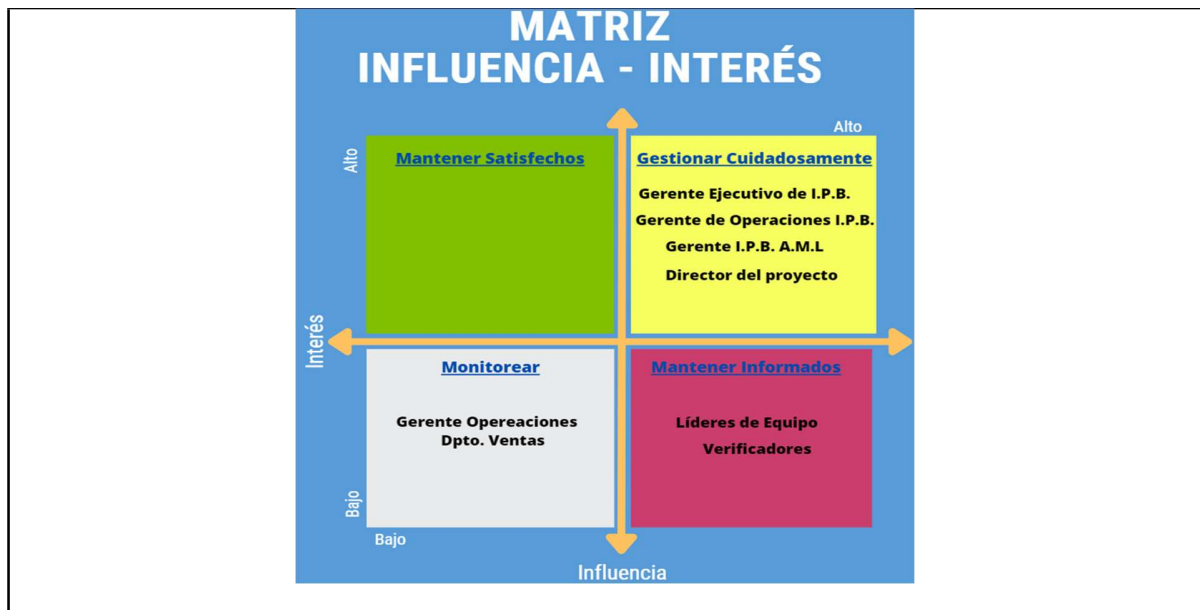 MATRIZ
INFLUENCIA - INTERÉS
Alto
Alto
Mantener Satisfechos
Gestionar Cuidadosamente
Gerente Ejecutivo de I.P.B.
Gerente de Operaciones I.P.B.
Gerente I.P.B. A.M.L
Director del proyecto
Interés
Monitorear
Gerente Opereaciones
Dpto. Ventas
Mantener Informados
Líderes de Equipo
Verificadores
Bajo
Bajo
Influencia